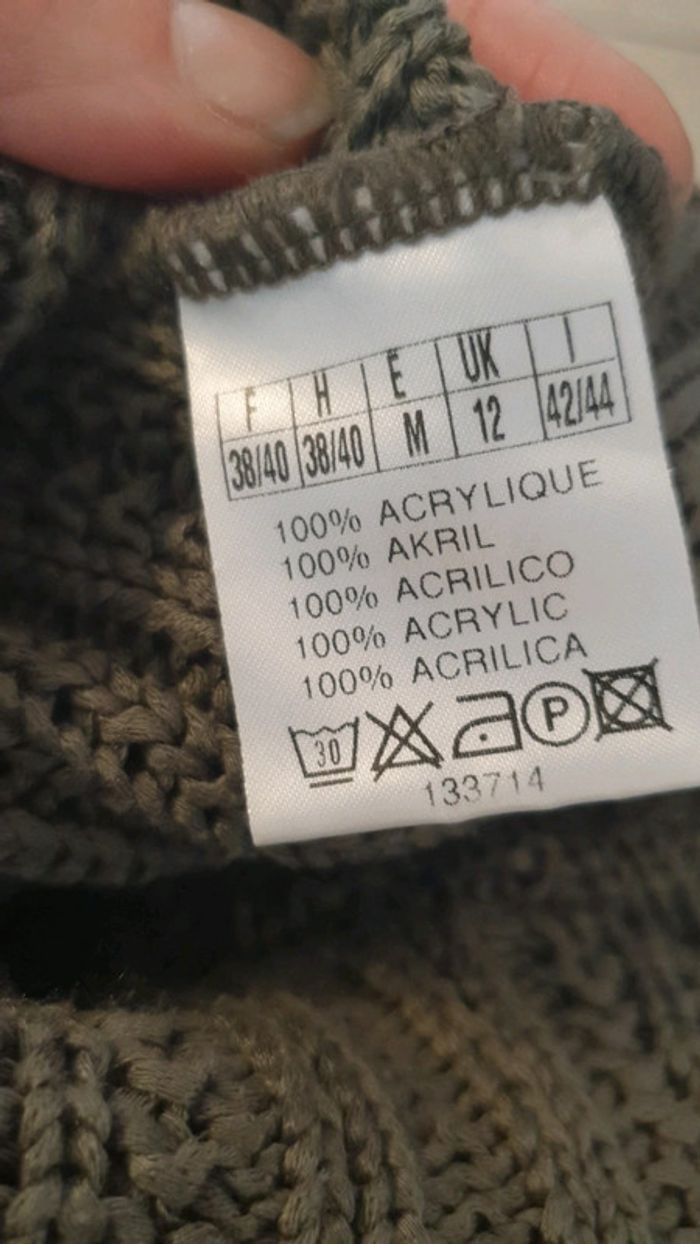 F H E UK I
38/40 38/40 M 12 42/44
100% ACRYLIQUE
100% AKRIL
100% ACRILICO
100% ACRYLIC
100% ACRILICA
30 P
133714